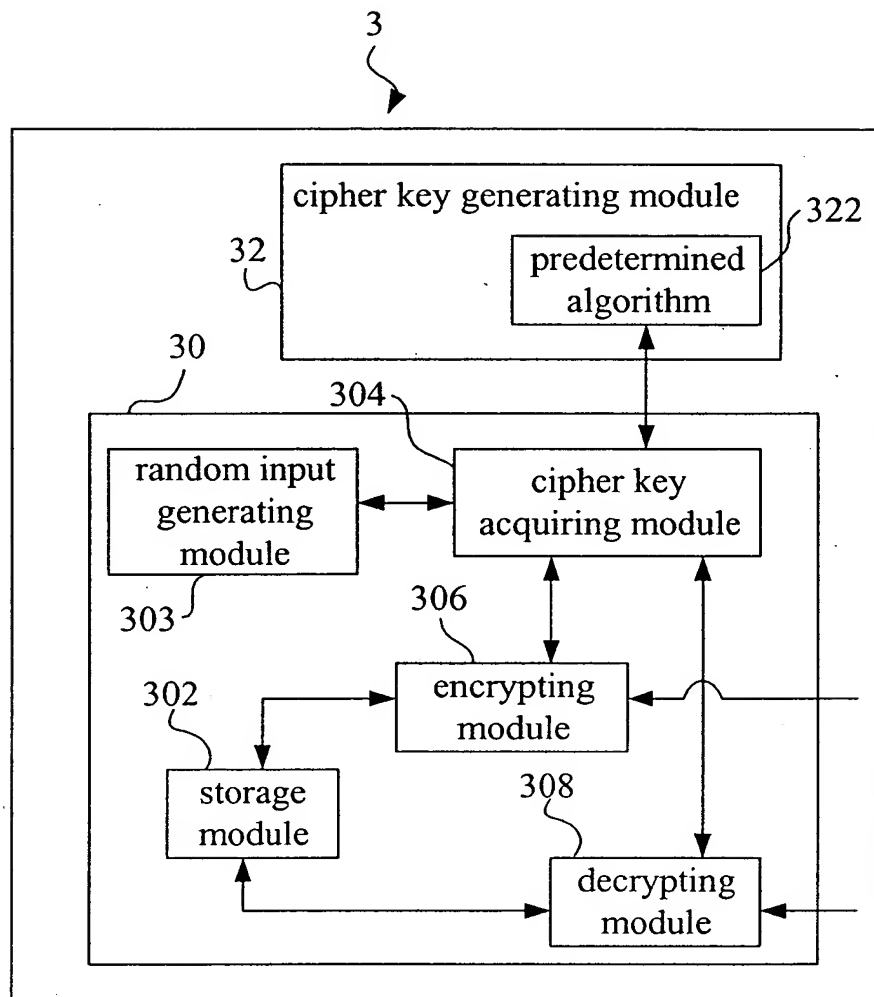 3
cipher key generating module
322
32
predetermined
algorithm
30
304
random input
generating
module
cipher key
acquiring module
303
306
encrypting
module
302
storage
module
308
decrypting
module